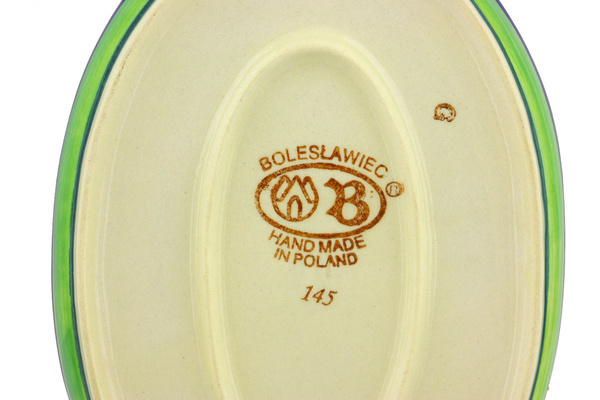 BOLESŁAWIEC
B
HAND MADE
IN POLAND
145